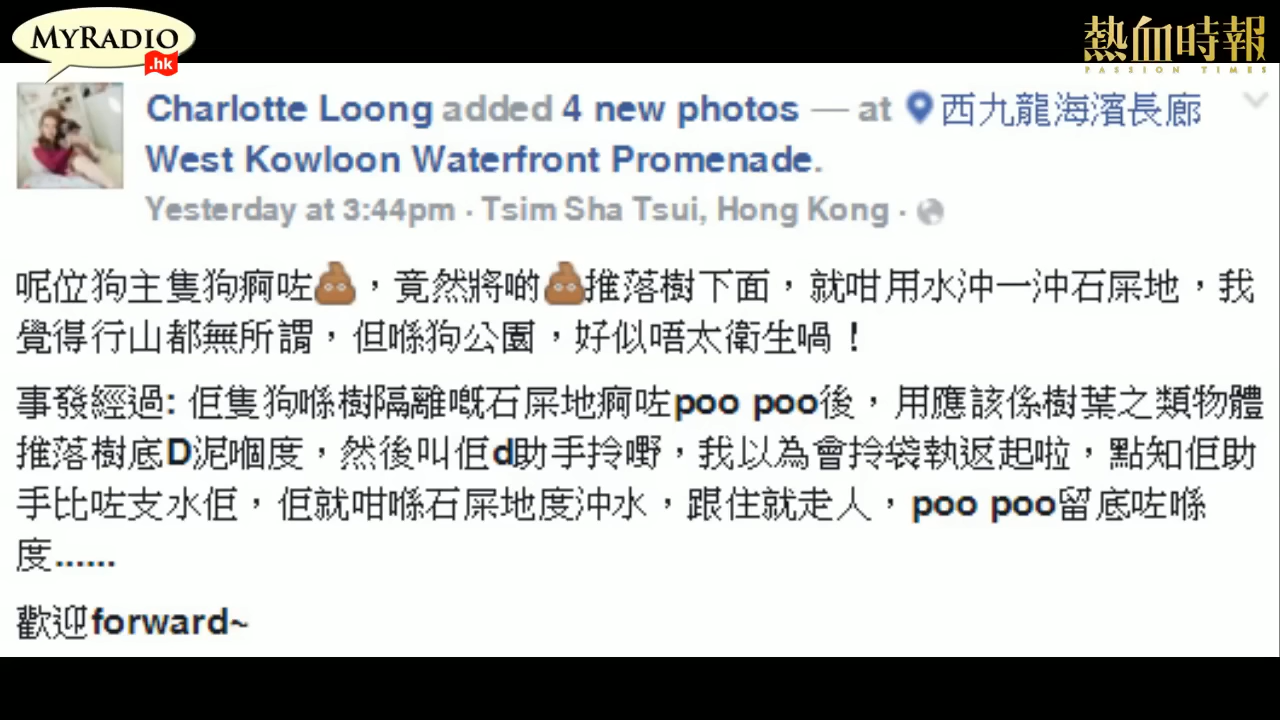 MYRADIO
.hk
熱血時報
PASSION TIMES
Charlotte Loong added 4 new photos — at 西九龍海濱長廊
West Kowloon Waterfront Promenade.
Yesterday at 3:44pm · Tsim Sha Tsui, Hong Kong ·
呢位狗主隻狗痾咗💩，竟然將啲💩推落樹下面，就咁用水沖一沖石屎地，我
覺得行山都無所謂，但喺狗公園，好似唔太衛生喎！
事發經過: 佢隻狗喺樹隔離嘅石屎地痾咗poo poo後，用應該係樹葉之類物體
推落樹底D泥嗰度，然後叫佢d助手拎嘢，我以為會拎袋執返起啦，點知佢助
手比咗支水佢，佢就咁喺石屎地度沖水，跟住就走人，poo poo留底咗喺
度......
歡迎forward~